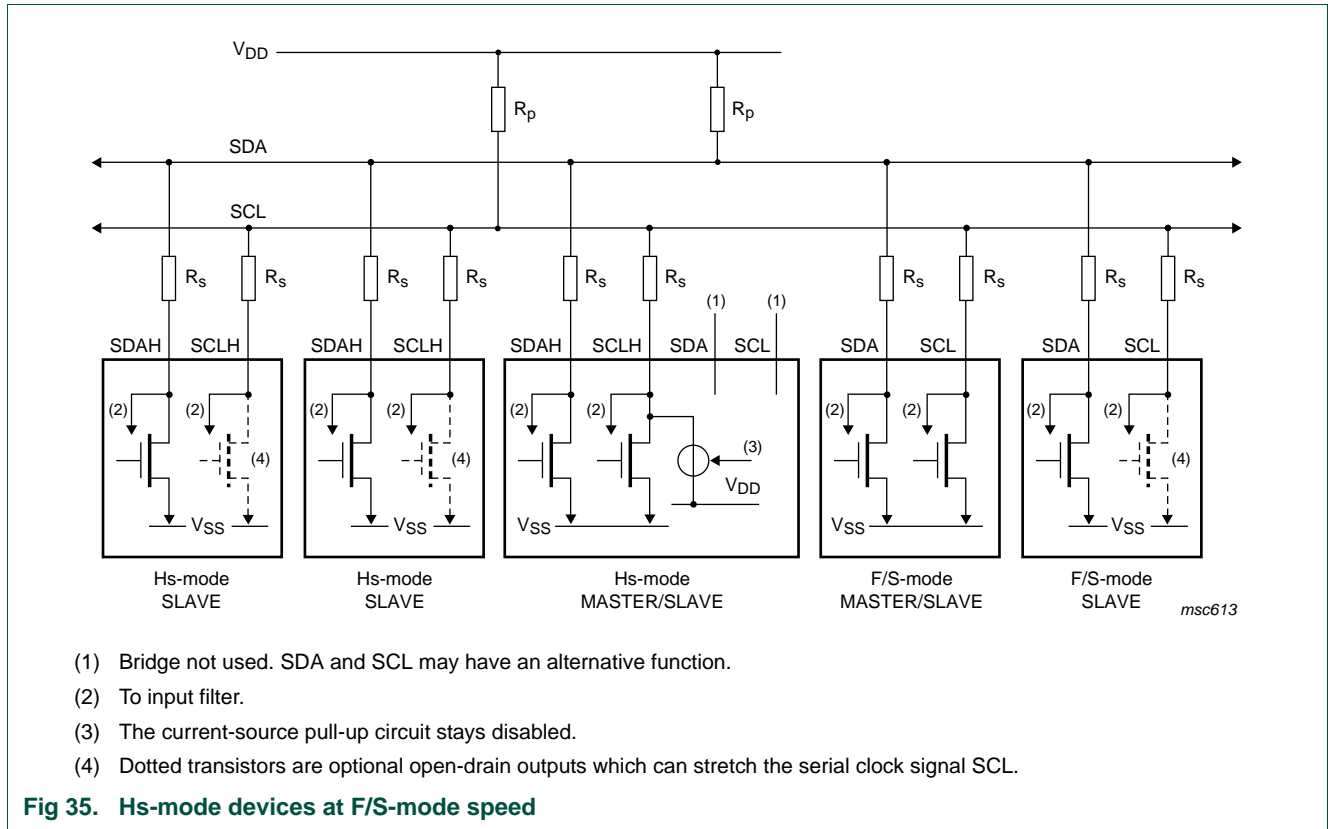 VDD
Rp Rp
SDA
SCL
Rs Rs Rs Rs Rs Rs Rs Rs Rs Rs
(1) (1)
SDAH SCLH SDAH SCLH SDAH SCLH SDA SCL SDA SCL SDA SCL
(2) (2) (2) (2) (2) (2) (2) (2) (2) (2)
(4) (4) (3) (4)
VDD
VSS VSS VSS VSS VSS
Hs-mode SLAVE
Hs-mode SLAVE
Hs-mode MASTER/SLAVE
F/S-mode MASTER/SLAVE
F/S-mode SLAVE
msc613
(1) Bridge not used. SDA and SCL may have an alternative function.
(2) To input filter.
(3) The current-source pull-up circuit stays disabled.
(4) Dotted transistors are optional open-drain outputs which can stretch the serial clock signal SCL.
Fig 35. Hs-mode devices at F/S-mode speed